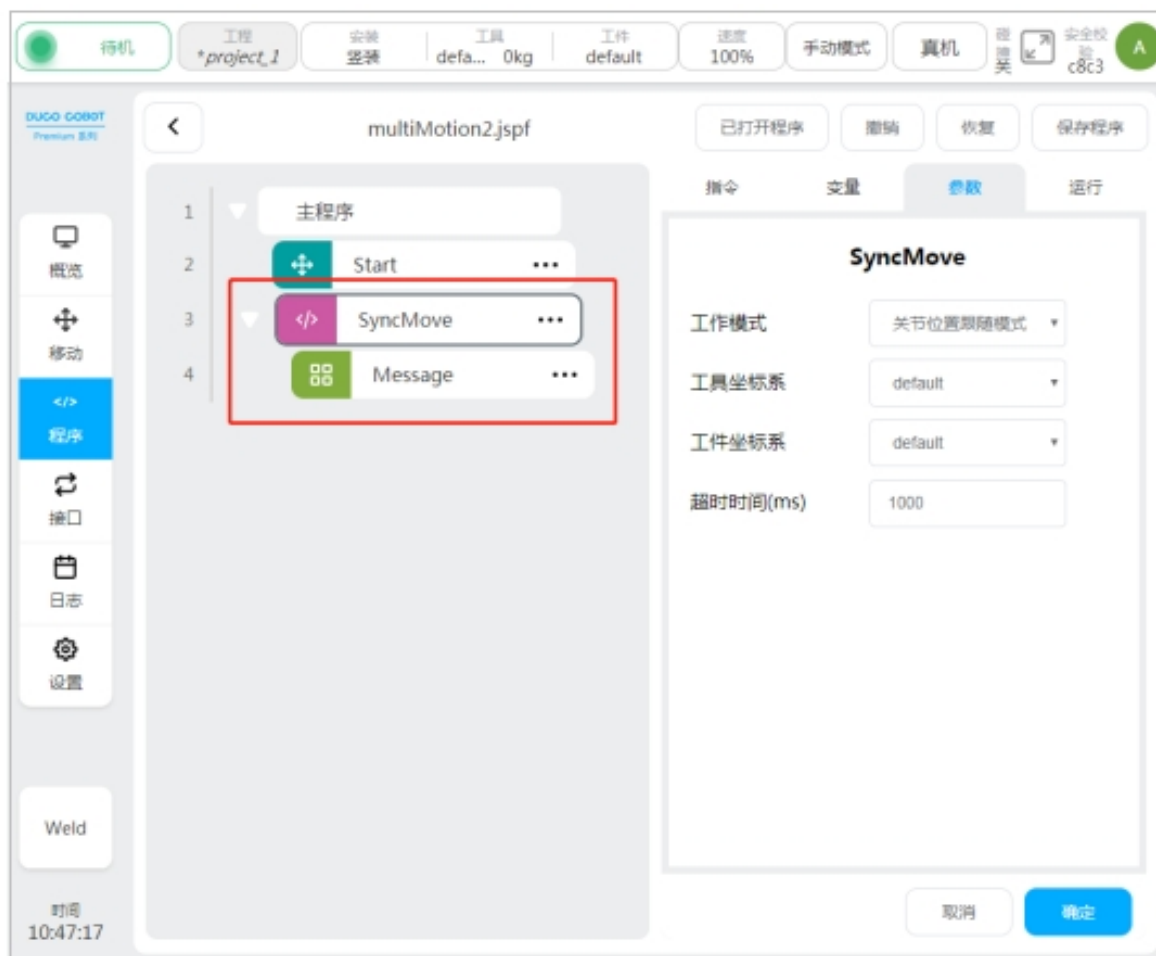 待机
工程
*project_1
安装
竖装
工具
defa... 0kg
工件
default
速度
100%
手动模式
真机
碰撞关
安全校验
c8c3
A
DUCO COBOT
Premium 系列
multiMotion2.jspf
已打开程序
撤销
恢复
保存程序
指令
变量
参数
运行
概览
移动
</>
程序
接口
日志
设置
Weld
时间
10:47:17
1 主程序
2 Start ...
3 </> SyncMove ...
4 Message ...
SyncMove
工作模式 关节位置跟随模式
工具坐标系 default
工件坐标系 default
超时时间(ms) 1000
取消
确定